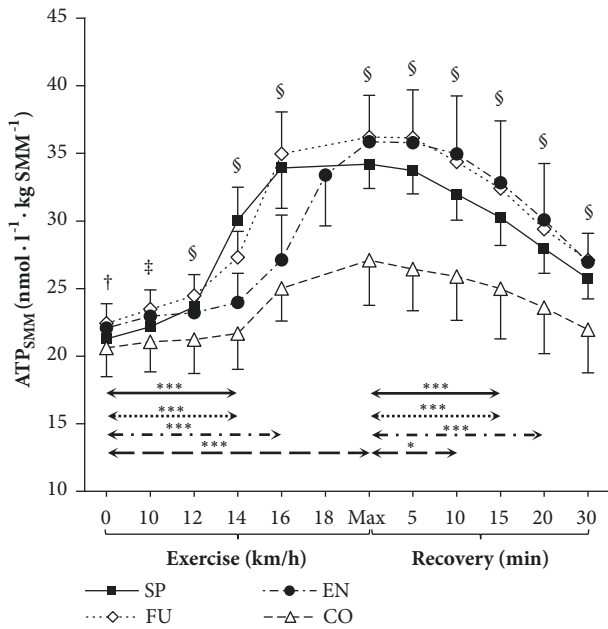 45
40
35
30
25
20
15
10
ATP_SMM (nmol · l⁻¹ · kg SMM⁻¹)
† ‡ § § § § § § § § §
***
***
***
***
***
***
***
*
0 10 12 14 16 18 Max 5 10 15 20 30
Exercise (km/h) Recovery (min)
SP EN
FU CO